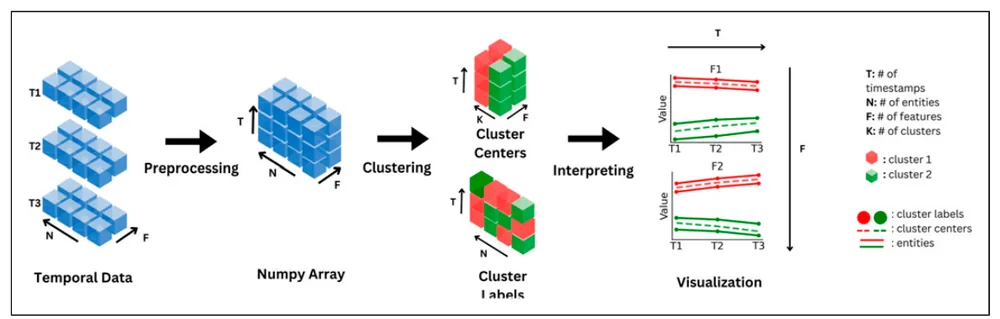 T1
T2
T3
N
F
Temporal Data
Preprocessing
T
N
F
Numpy Array
Clustering
T
K
F
Cluster
Centers
T
N
Cluster
Labels
Interpreting
T
F1
Value
T1 T2 T3
F2
Value
T1 T2 T3
Visualization
F
T: # of
timestamps
N: # of entities
F: # of features
K: # of clusters
: cluster 1
: cluster 2
: cluster labels
: cluster centers
: entities